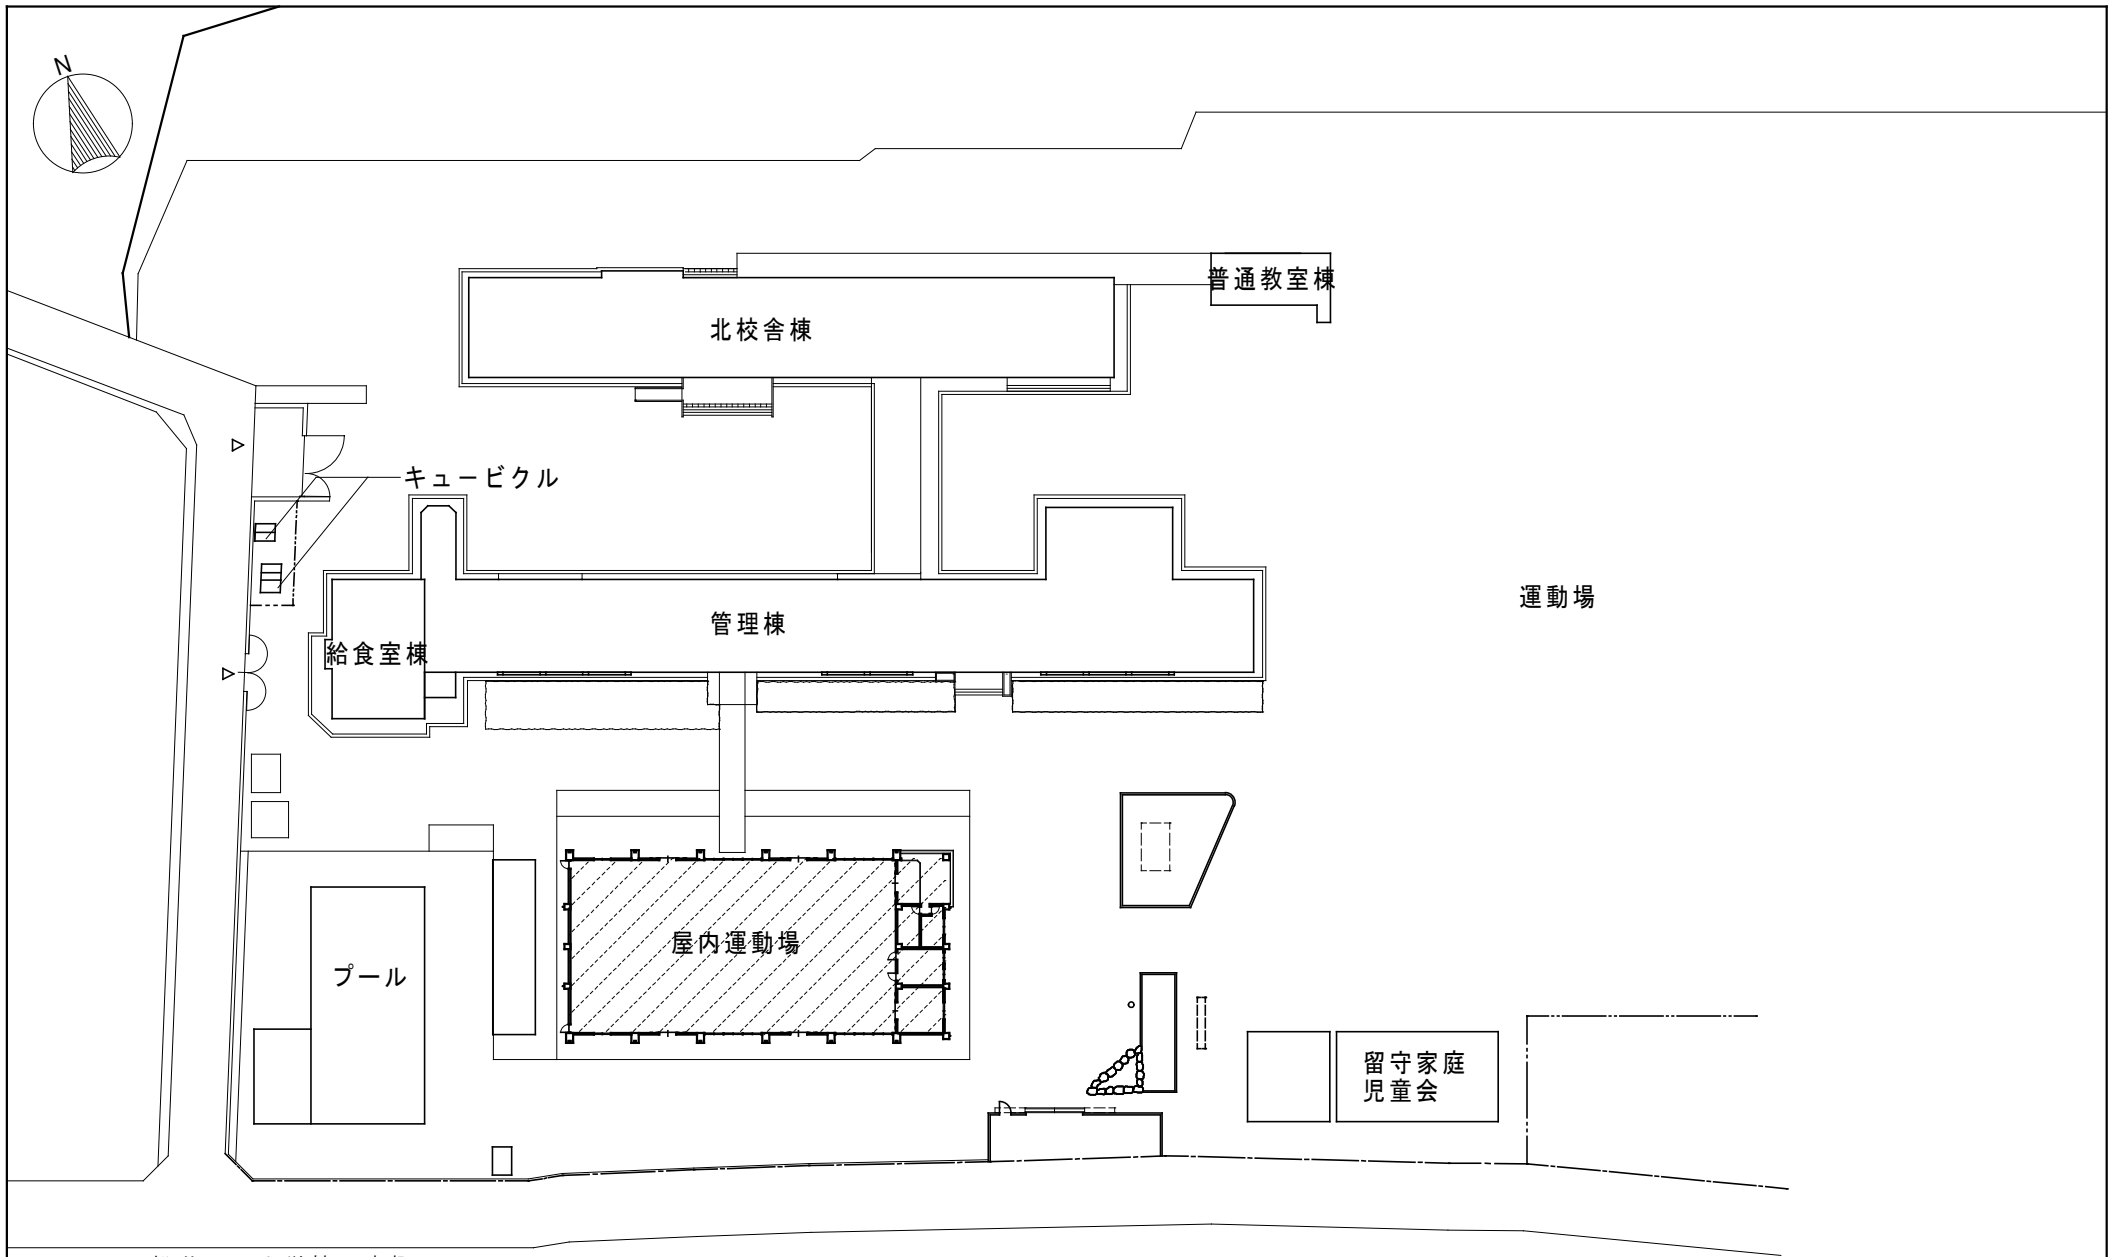 N
普通教室棟
北校舎棟
キュービクル
運動場
管理棟
給食室棟
屋内運動場
プール
留守家庭
児童会